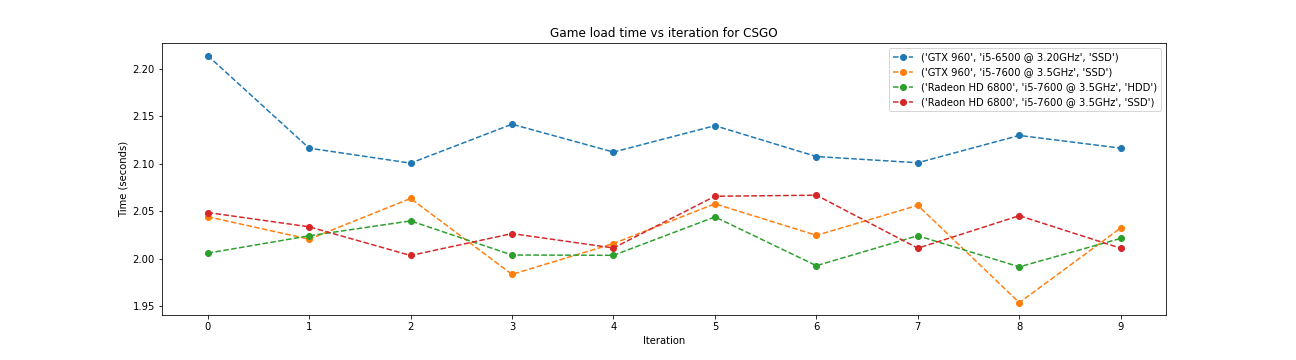 Game load time vs iteration for CSGO
('GTX 960', 'i5-6500 @ 3.20GHz', 'SSD')
('GTX 960', 'i5-7600 @ 3.5GHz', 'SSD')
('Radeon HD 6800', 'i5-7600 @ 3.5GHz', 'HDD')
('Radeon HD 6800', 'i5-7600 @ 3.5GHz', 'SSD')
Time (seconds)
2.20
2.15
2.10
2.05
2.00
1.95
0 1 2 3 4 5 6 7 8 9
Iteration